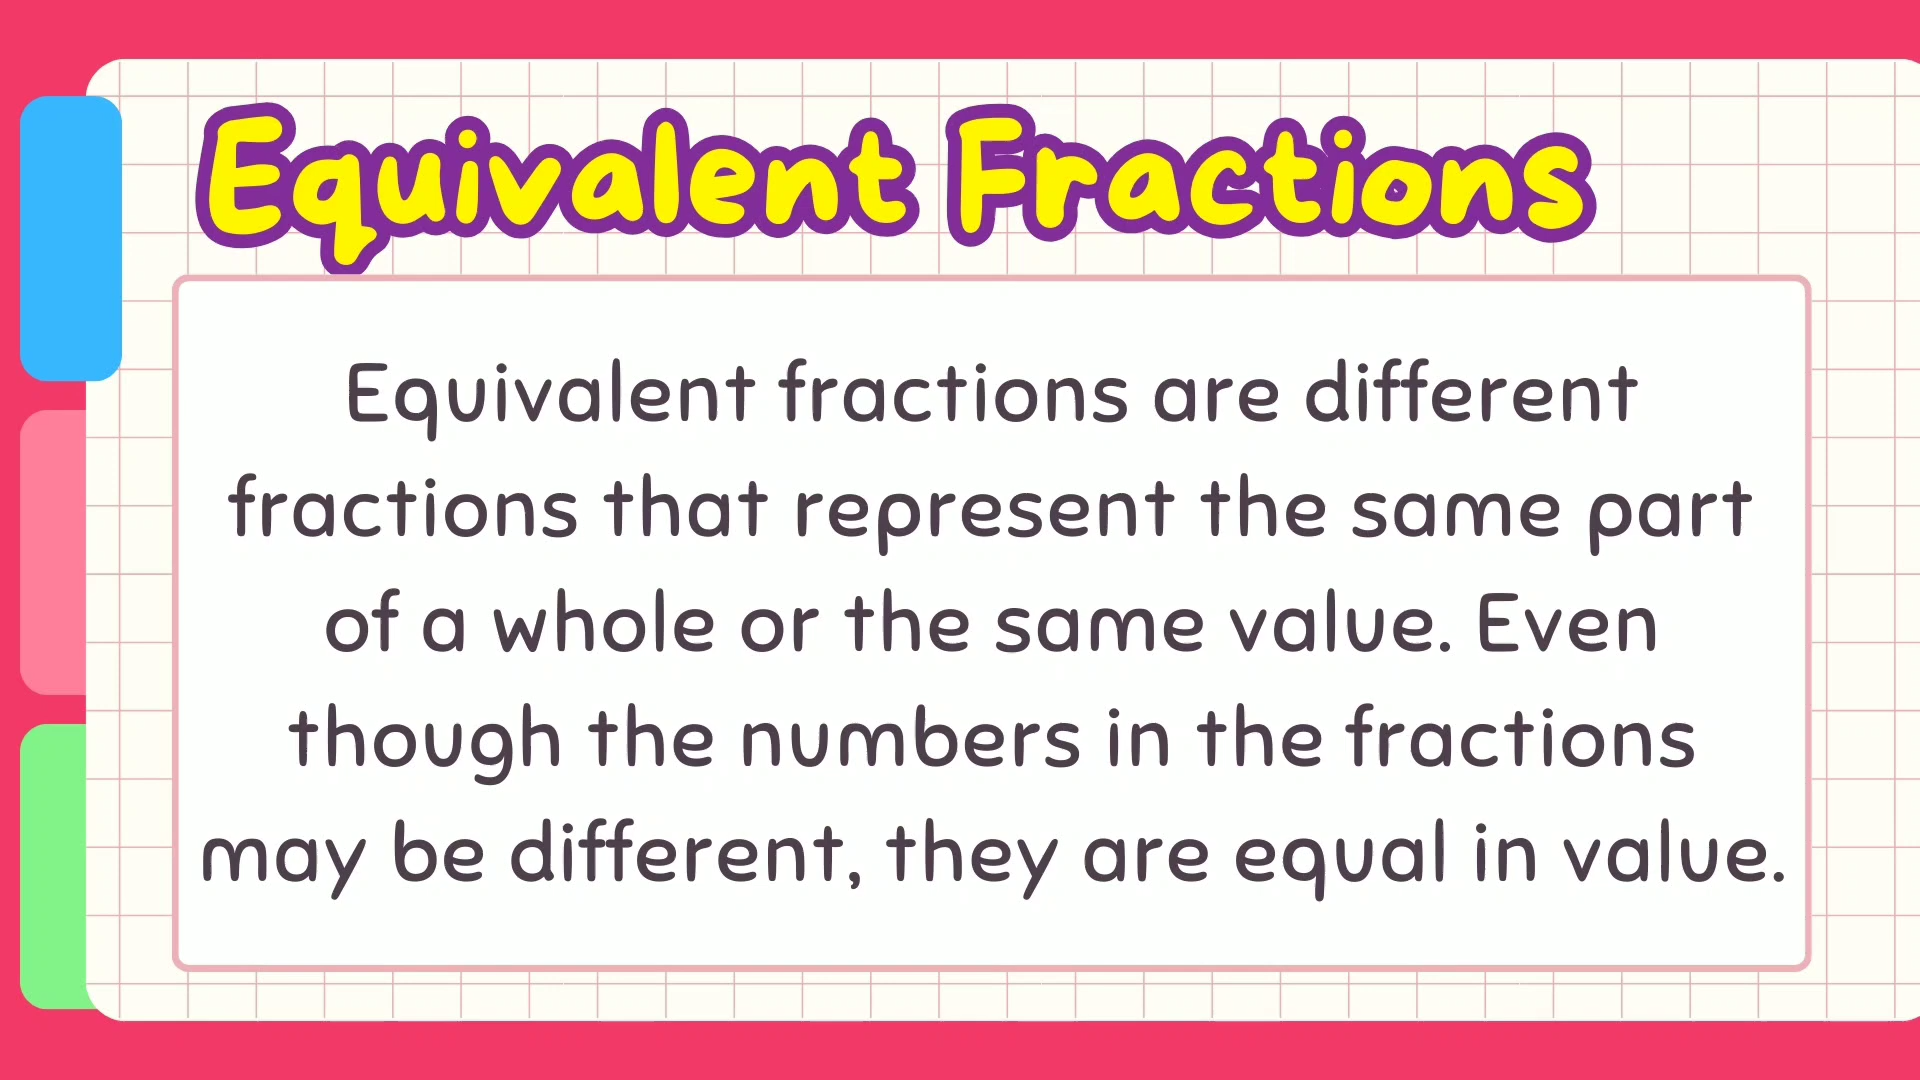 Equivalent Fractions
Equivalent fractions are different
fractions that represent the same part
of a whole or the same value. Even
though the numbers in the fractions
may be different, they are equal in value.